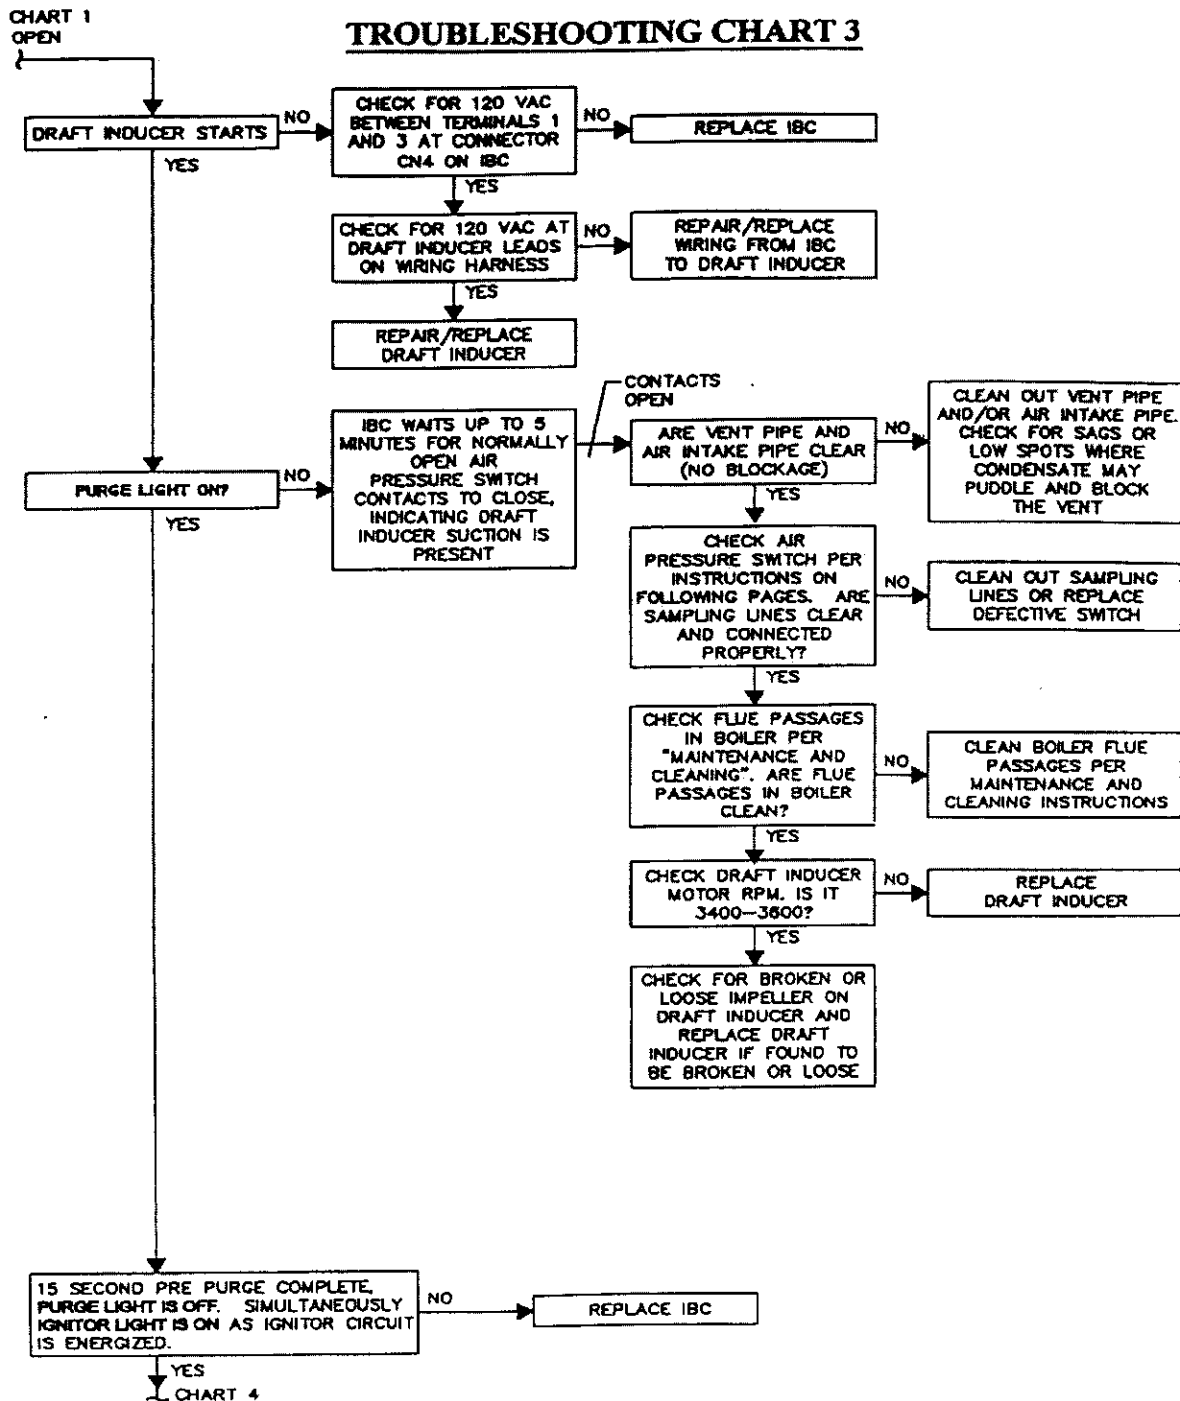 CHART 1
OPEN
TROUBLESHOOTING CHART 3
DRAFT INDUCER STARTS
NO
CHECK FOR 120 VAC
BETWEEN TERMINALS 1
AND 3 AT CONNECTOR
CN4 ON IBC
NO
REPLACE IBC
YES
YES
CHECK FOR 120 VAC AT
DRAFT INDUCER LEADS
ON WIRING HARNESS
NO
REPAIR/REPLACE
WIRING FROM IBC
TO DRAFT INDUCER
YES
REPAIR/REPLACE
DRAFT INDUCER
PURGE LIGHT ON?
NO
IBC WAITS UP TO 5
MINUTES FOR NORMALLY
OPEN AIR
PRESSURE SWITCH
CONTACTS TO CLOSE,
INDICATING DRAFT
INDUCER SUCTION IS
PRESENT
CONTACTS
OPEN
ARE VENT PIPE AND
AIR INTAKE PIPE CLEAR
(NO BLOCKAGE)
NO
CLEAN OUT VENT PIPE
AND/OR AIR INTAKE PIPE.
CHECK FOR SAGS OR
LOW SPOTS WHERE
CONDENSATE MAY
PUDDLE AND BLOCK
THE VENT
YES
YES
CHECK AIR
PRESSURE SWITCH PER
INSTRUCTIONS ON
FOLLOWING PAGES. ARE
SAMPLING LINES CLEAR
AND CONNECTED
PROPERLY?
NO
CLEAN OUT SAMPLING
LINES OR REPLACE
DEFECTIVE SWITCH
YES
CHECK FLUE PASSAGES
IN BOILER PER
"MAINTENANCE AND
CLEANING". ARE FLUE
PASSAGES IN BOILER
CLEAN?
NO
CLEAN BOILER FLUE
PASSAGES PER
MAINTENANCE AND
CLEANING INSTRUCTIONS
YES
CHECK DRAFT INDUCER
MOTOR RPM. IS IT
3400-3600?
NO
REPLACE
DRAFT INDUCER
YES
CHECK FOR BROKEN OR
LOOSE IMPELLER ON
DRAFT INDUCER AND
REPLACE DRAFT
INDUCER IF FOUND TO
BE BROKEN OR LOOSE
15 SECOND PRE PURGE COMPLETE,
PURGE LIGHT IS OFF. SIMULTANEOUSLY
IGNITOR LIGHT IS ON AS IGNITOR CIRCUIT
IS ENERGIZED.
NO
REPLACE IBC
YES
CHART 4